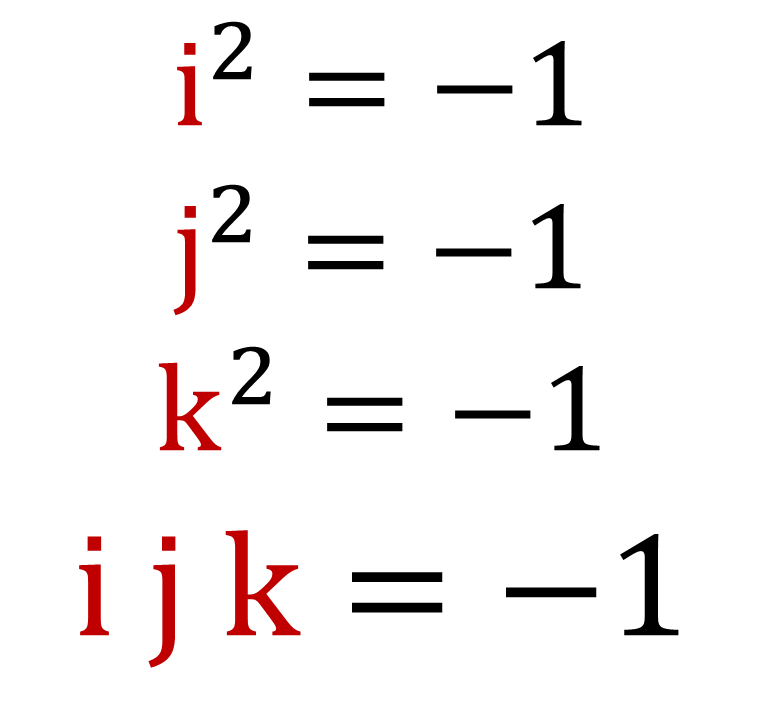 i² = −1
j² = −1
k² = −1
i j k = −1